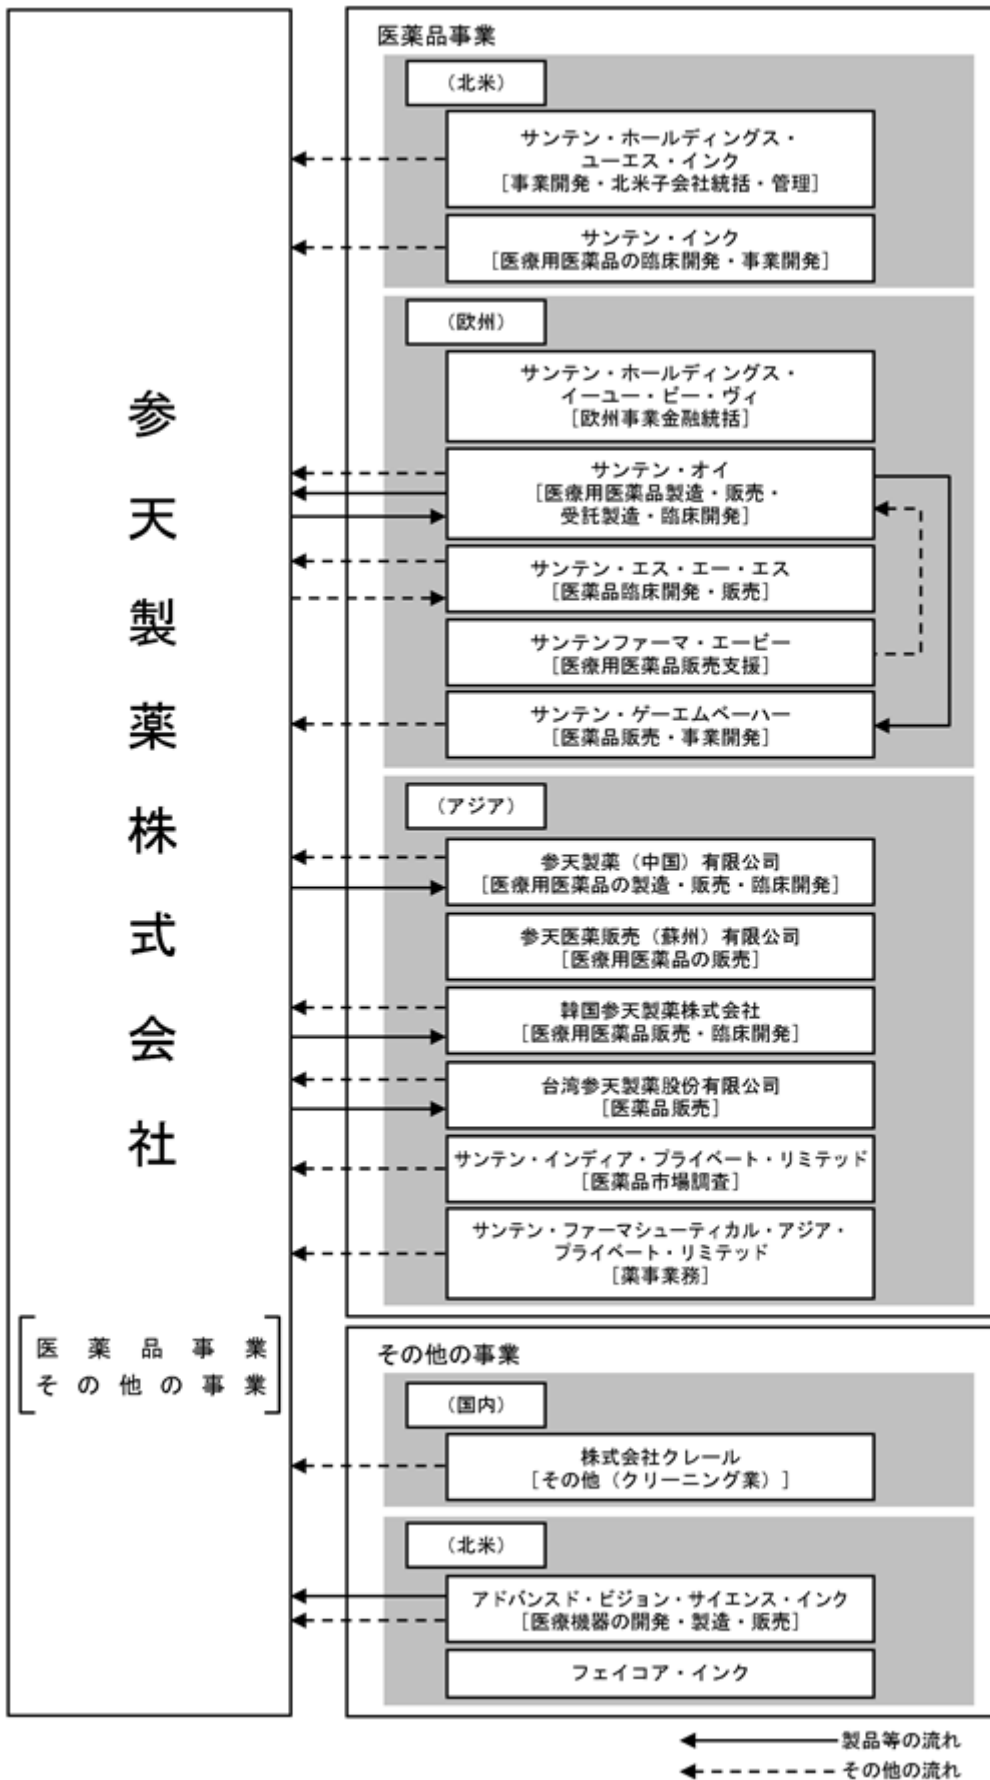 参天製薬株式会社
医薬品事業
その他の事業
医薬品事業
（北米）
サンテン・ホールディングス・
ユーエス・インク
［事業開発・北米子会社統括・管理］
サンテン・インク
［医療用医薬品の臨床開発・事業開発］
（欧州）
サンテン・ホールディングス・
イーユー・ビー・ヴィ
［欧州事業金融統括］
サンテン・オイ
［医療用医薬品製造・販売・
受託製造・臨床開発］
サンテン・エス・エー・エス
［医薬品臨床開発・販売］
サンテンファーマ・エービー
［医療用医薬品販売支援］
サンテン・ゲーエムベーハー
［医薬品販売・事業開発］
（アジア）
参天製薬（中国）有限公司
［医療用医薬品の製造・販売・臨床開発］
参天医薬販売（蘇州）有限公司
［医療用医薬品の販売］
韓国参天製薬株式会社
［医療用医薬品販売・臨床開発］
台湾参天製薬股份有限公司
［医薬品販売］
サンテン・インディア・プライベート・リミテッド
［医薬品市場調査］
サンテン・ファーマシューティカル・アジア・
プライベート・リミテッド
［薬事業務］
その他の事業
（国内）
株式会社クレール
［その他（クリーニング業）］
（北米）
アドバンスド・ビジョン・サイエンス・インク
［医療機器の開発・製造・販売］
フェイコア・インク
製品等の流れ
その他の流れ